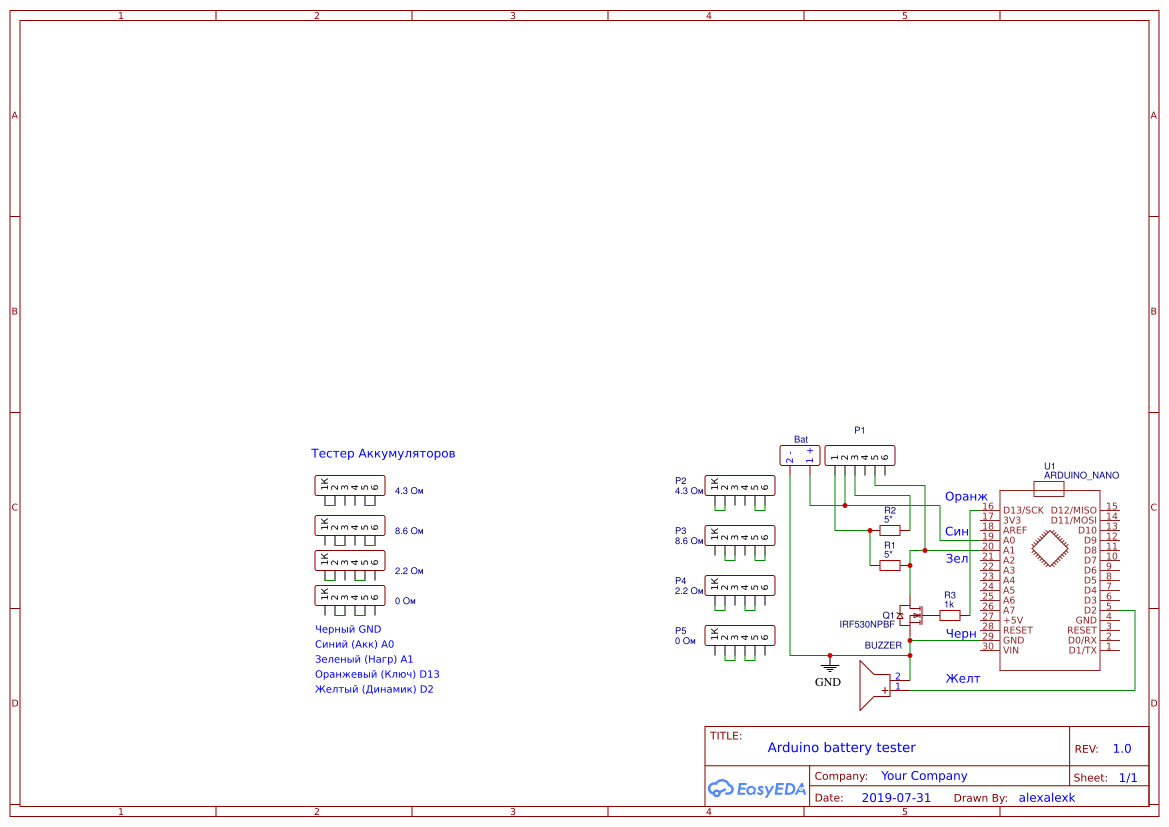 1 2 3 4 5
A A
B B
C C
D D
Тестер Аккумуляторов
1K 2 3 4 5 6
4.3 Ом
1K 2 3 4 5 6
8.6 Ом
1K 2 3 4 5 6
2.2 Ом
1K 2 3 4 5 6
0 Ом
Черный GND
Синий (Акк) A0
Зеленый (Нагр) A1
Оранжевый (Ключ) D13
Желтый (Динамик) D2
P2
4.3 Ом
1K 2 3 4 5 6
P3
8.6 Ом
1K 2 3 4 5 6
P4
2.2 Ом
1K 2 3 4 5 6
P5
0 Ом
1K 2 3 4 5 6
Bat
2 - 1 +
P1
1 2 3 4 5 6
R2
5*
R1
5*
R3
1k
Q1
IRF530NPBF
BUZZER
2
1
+
GND
Оранж
Син
Зел
Черн
Желт
U1
ARDUINO_NANO
16 D13/SCK D12/MISO 15
17 3V3 D11/MOSI 14
18 AREF D10 13
19 A0 D9 12
20 A1 D8 11
21 A2 D7 10
22 A3 D6 9
23 A4 D5 8
24 A5 D4 7
25 A6 D3 6
26 A7 D2 5
27 +5V GND 4
28 RESET RESET 3
29 GND D0/RX 2
30 VIN D1/TX 1
TITLE:
Arduino battery tester
REV: 1.0
EasyEDA
Company: Your Company
Sheet: 1/1
Date: 2019-07-31 Drawn By: alexalexk
1 2 3 4 5